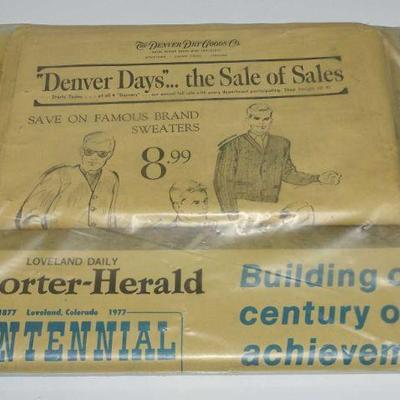 The Denver Dry Goods Co.
"Denver Days"... the Sale of Sales
SAVE ON FAMOUS BRAND
SWEATERS
8.99
LOVELAND DAILY
orter-Herald
1877 Loveland, Colorado 1977
NTENNIAL
Building o
century o
achievem